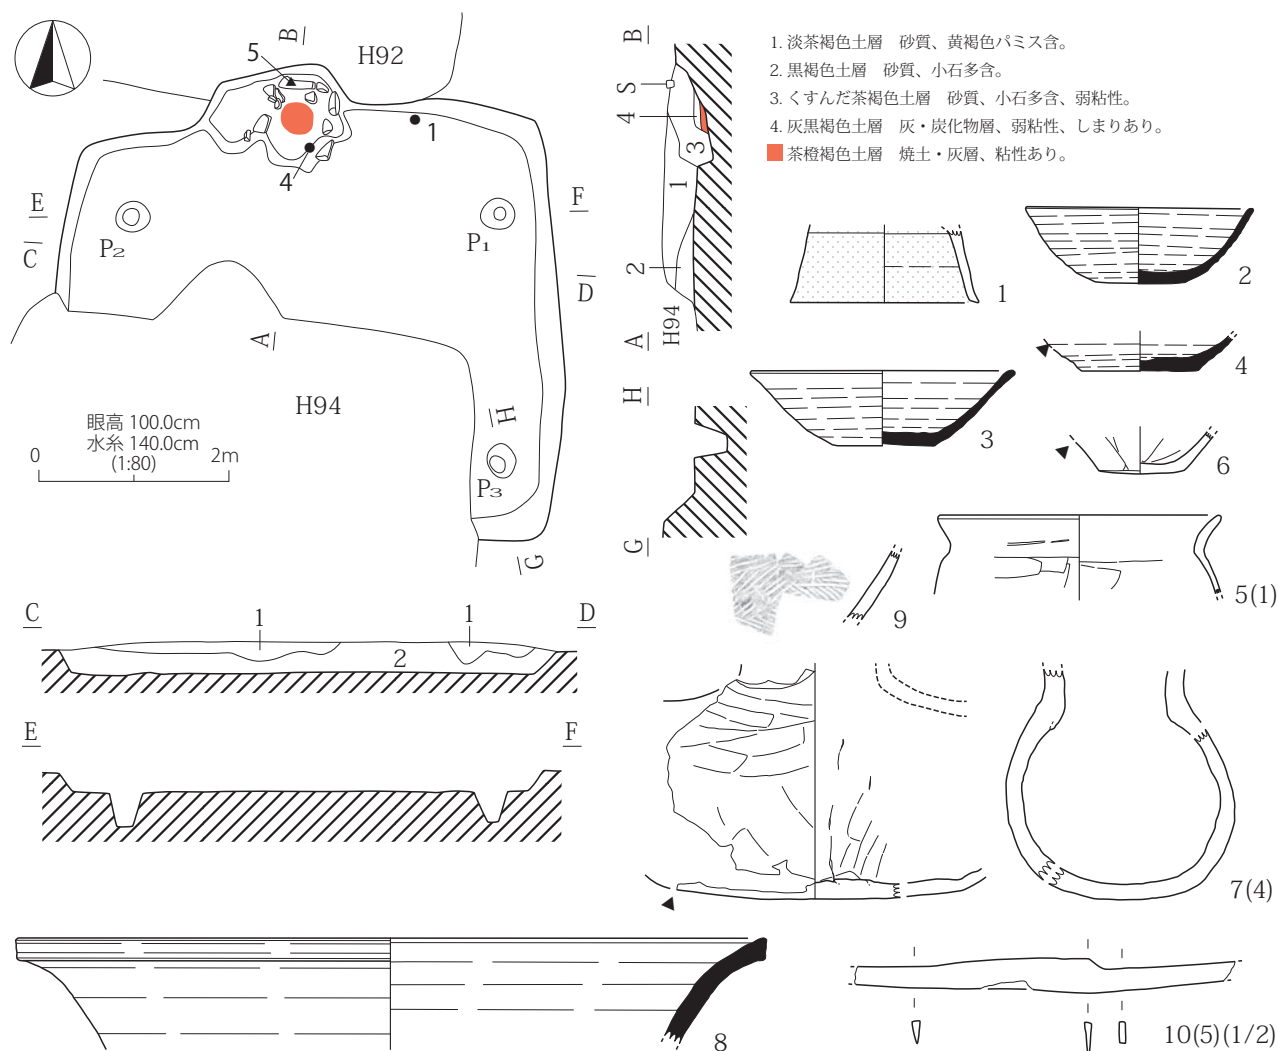 1. 淡茶褐色土層　砂質、黄褐色パミス含。
2. 黒褐色土層　砂質、小石多含。
3. くすんだ茶褐色土層　砂質、小石多含、弱粘性。
4. 灰黒褐色土層　灰・炭化物層、弱粘性、しまりあり。
茶橙褐色土層　焼土・灰層、粘性あり。
B
H92
5
1
4
E
F
C
D
P2
P1
A
H94
H
P3
G
眼高 100.0cm
水糸 140.0cm
(1:80)
0
2m
B
S
4
3
1
2
A
H94
H
G
C
1
1
D
2
E
F
1
2
3
4
6
5(1)
9
7(4)
8
10(5)(1/2)